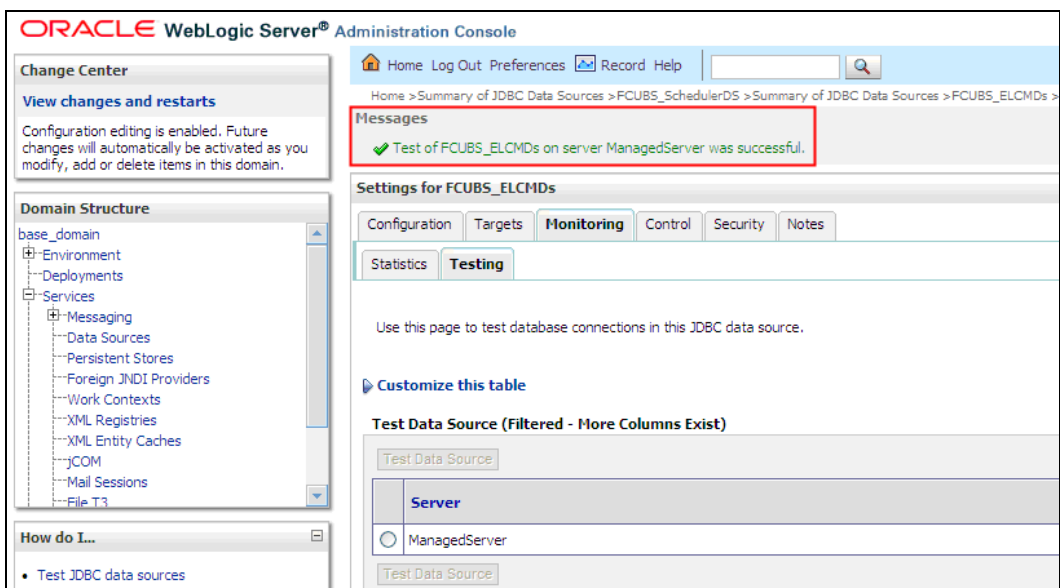 ORACLE WebLogic Server® Administration Console
Change Center
View changes and restarts
Configuration editing is enabled. Future
changes will automatically be activated as you
modify, add or delete items in this domain.
Domain Structure
base_domain
Environment
Deployments
Services
Messaging
Data Sources
Persistent Stores
Foreign JNDI Providers
Work Contexts
XML Registries
XML Entity Caches
jCOM
Mail Sessions
File T3
How do I...
• Test JDBC data sources
Home Log Out Preferences Record Help
Home >Summary of JDBC Data Sources >FCUBS_SchedulerDS >Summary of JDBC Data Sources >FCUBS_ELCMDs >
Messages
Test of FCUBS_ELCMDs on server ManagedServer was successful.
Settings for FCUBS_ELCMDs
Configuration Targets Monitoring Control Security Notes
Statistics Testing
Use this page to test database connections in this JDBC data source.
Customize this table
Test Data Source (Filtered - More Columns Exist)
Test Data Source
Server
ManagedServer
Test Data Source